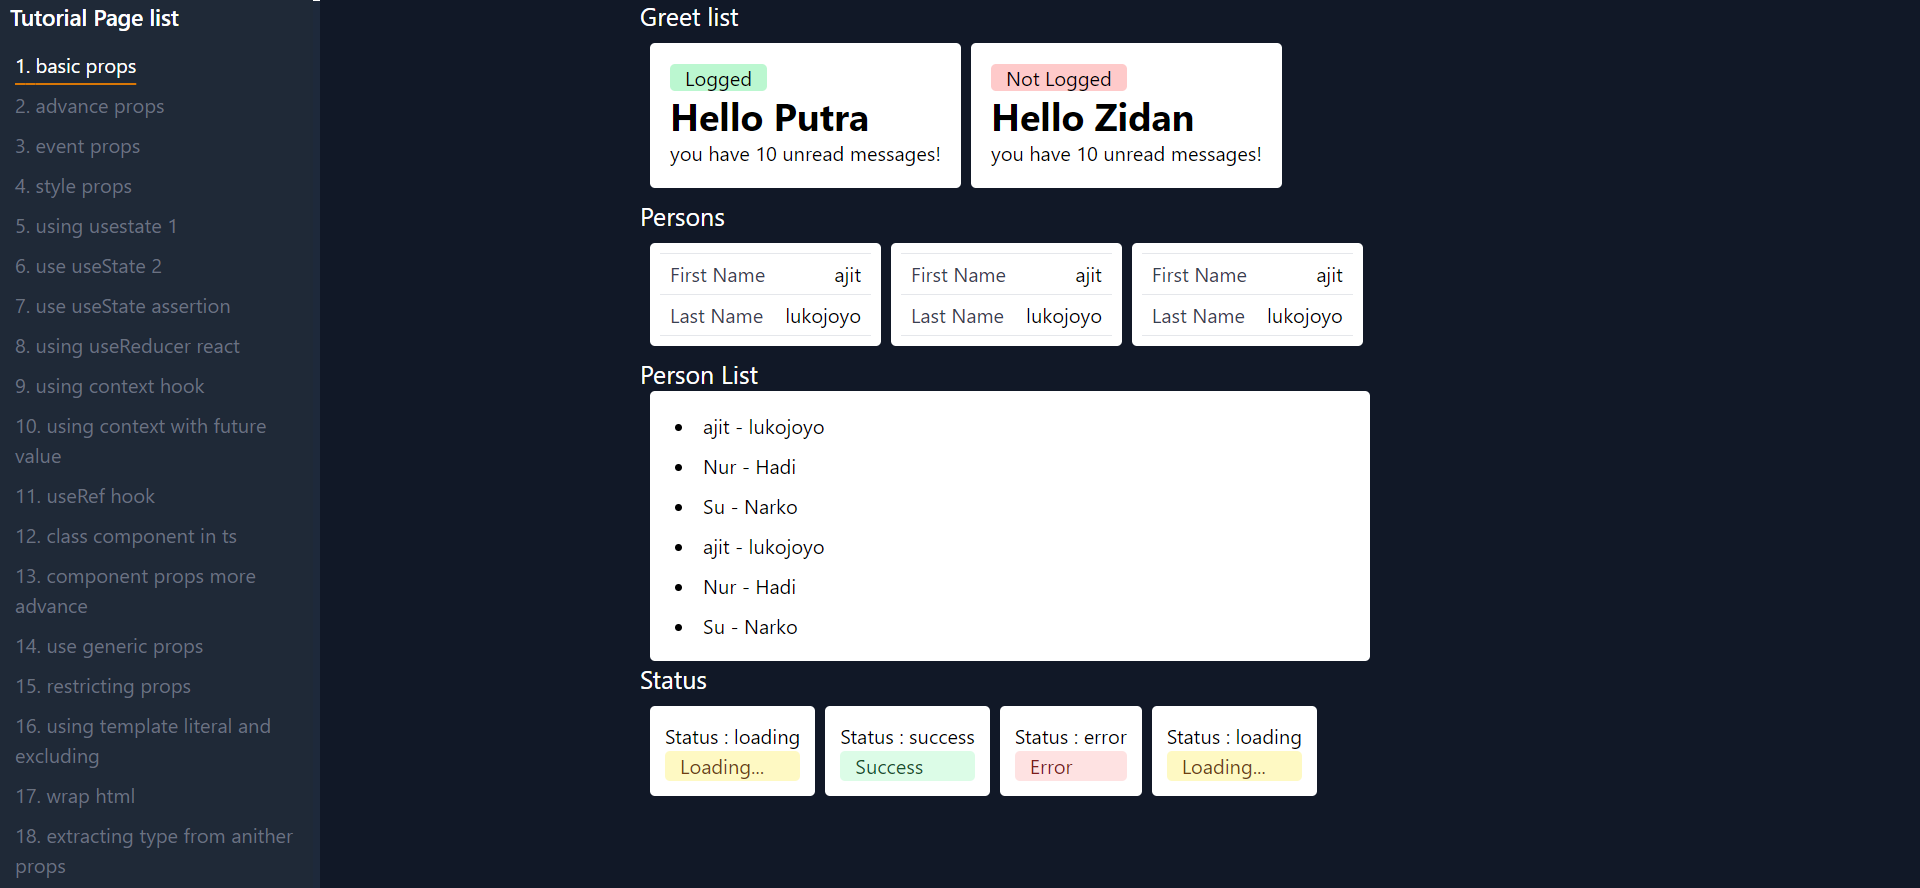 Tutorial Page list
1. basic props
2. advance props
3. event props
4. style props
5. using usestate 1
6. use useState 2
7. use useState assertion
8. using useReducer react
9. using context hook
10. using context with future
value
11. useRef hook
12. class component in ts
13. component props more
advance
14. use generic props
15. restricting props
16. using template literal and
excluding
17. wrap html
18. extracting type from anither
props
Greet list
Logged
Hello Putra
you have 10 unread messages!
Not Logged
Hello Zidan
you have 10 unread messages!
Persons
First Name ajit
Last Name lukojoyo
First Name ajit
Last Name lukojoyo
First Name ajit
Last Name lukojoyo
Person List
• ajit - lukojoyo
• Nur - Hadi
• Su - Narko
• ajit - lukojoyo
• Nur - Hadi
• Su - Narko
Status
Status : loading
Loading...
Status : success
Success
Status : error
Error
Status : loading
Loading...